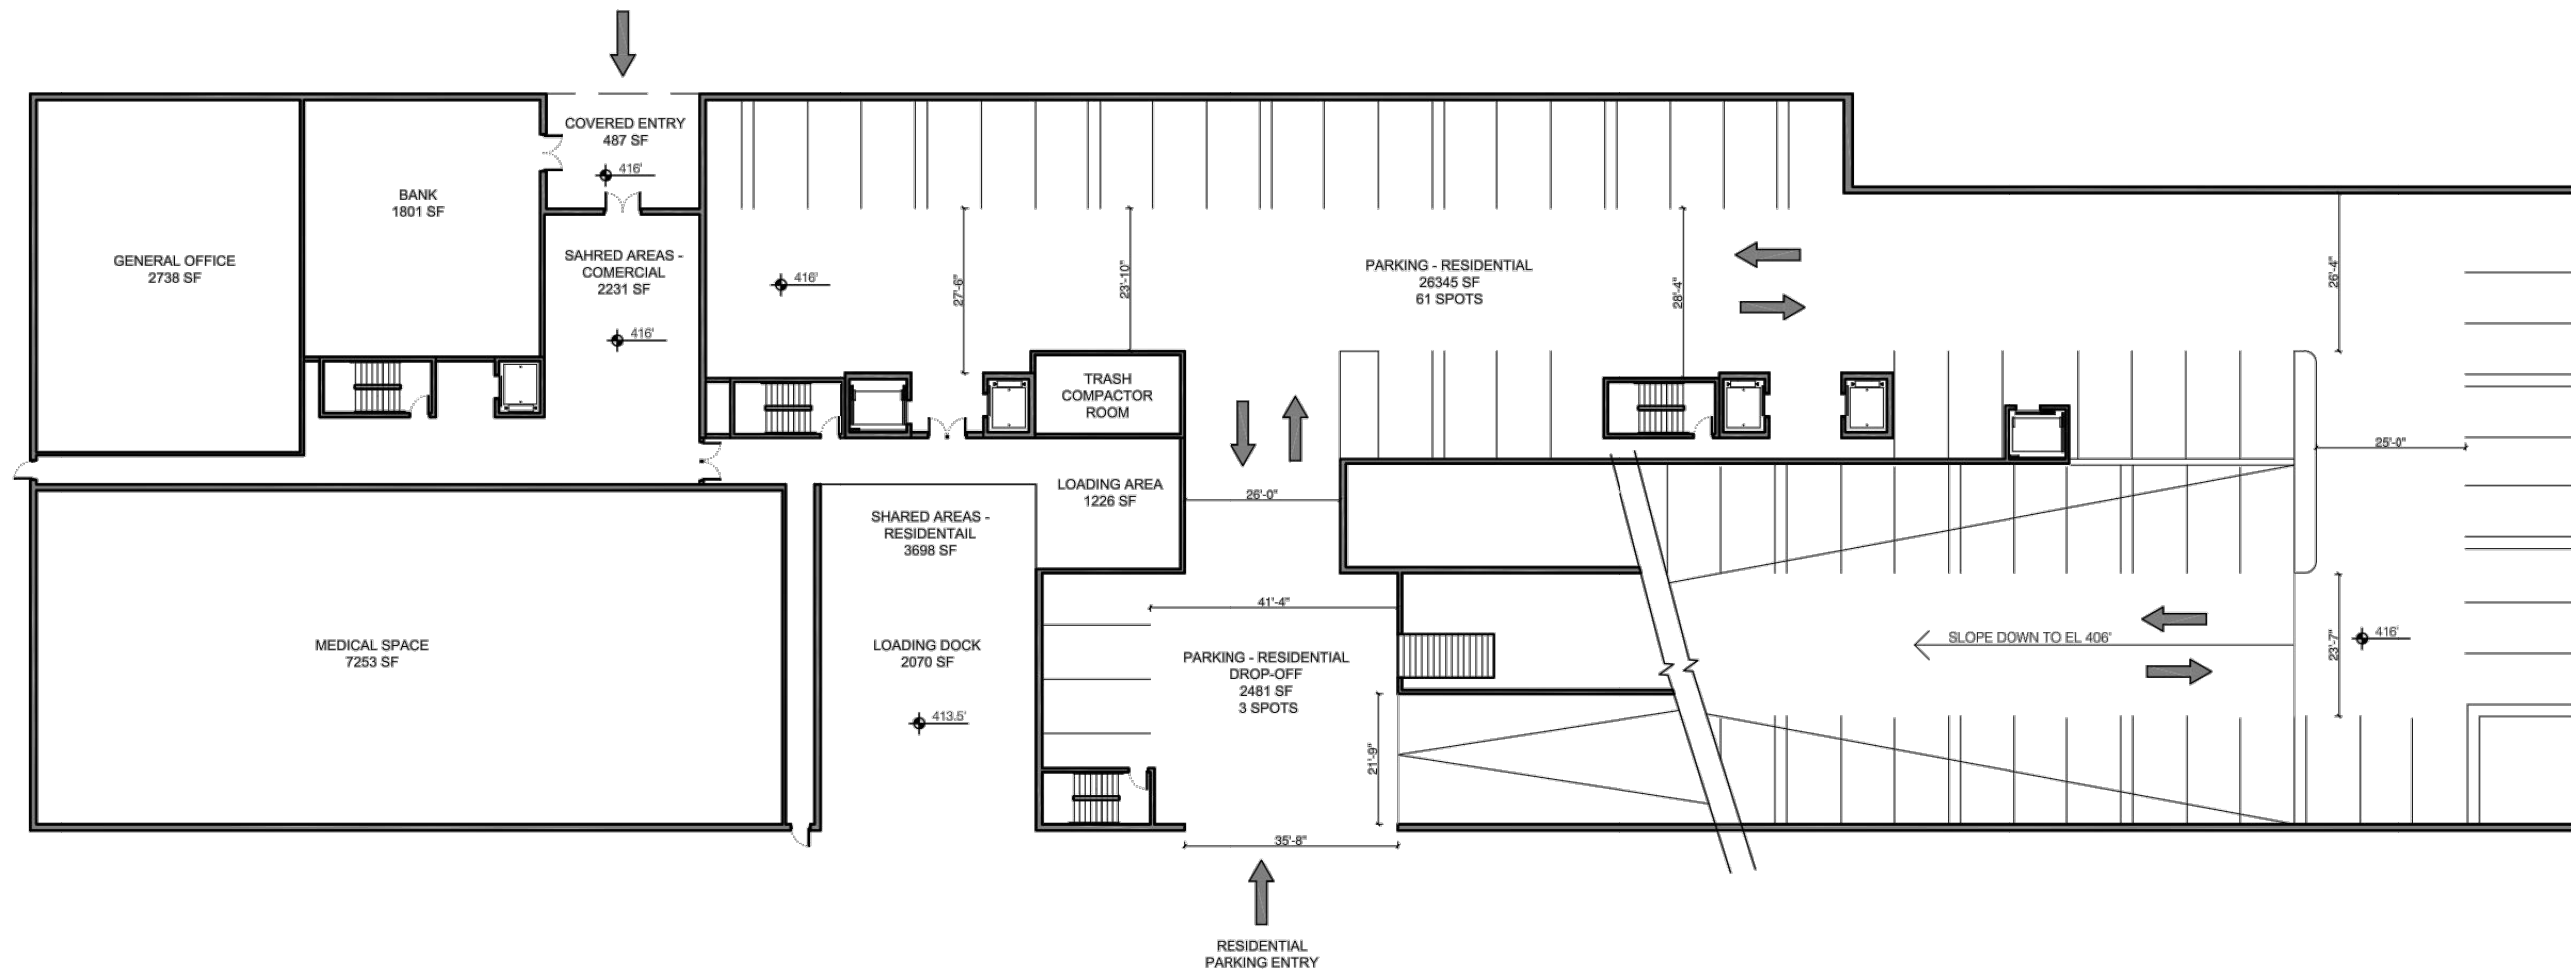 COVERED ENTRY
487 SF
416'
BANK
1801 SF
GENERAL OFFICE
2738 SF
SAHRED AREAS -
COMERCIAL
2231 SF
416'
416'
27'-6"
23'-10"
PARKING - RESIDENTIAL
26345 SF
61 SPOTS
28'-4"
26'-4"
TRASH
COMPACTOR
ROOM
25'-0"
LOADING AREA
1226 SF
26'-0"
SHARED AREAS -
RESIDENTAIL
3698 SF
MEDICAL SPACE
7253 SF
LOADING DOCK
2070 SF
413.5'
41'-4"
PARKING - RESIDENTIAL
DROP-OFF
2481 SF
3 SPOTS
21'-9"
SLOPE DOWN TO EL 406'
23'-7"
416'
35'-8"
RESIDENTIAL
PARKING ENTRY